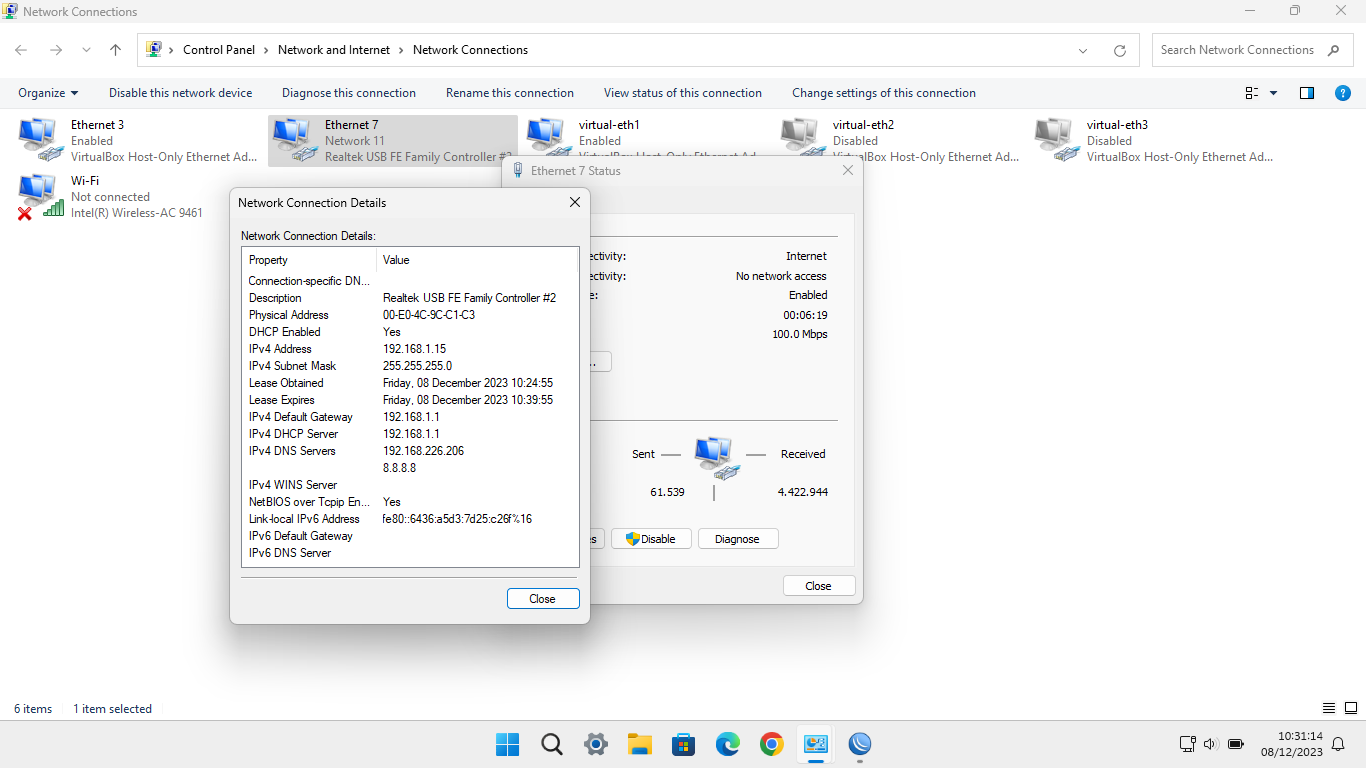 Network Connections
Control Panel > Network and Internet > Network Connections
Search Network Connections
Organize
Disable this network device
Diagnose this connection
Rename this connection
View status of this connection
Change settings of this connection
Ethernet 3
Enabled
VirtualBox Host-Only Ethernet Ad...
Ethernet 7
Network 11
Realtek USB FE Family Controller #2
virtual-eth1
Enabled
VirtualBox Host-Only Ethernet Ad...
virtual-eth2
Disabled
VirtualBox Host-Only Ethernet Ad...
virtual-eth3
Disabled
VirtualBox Host-Only Ethernet Ad...
Wi-Fi
Not connected
Intel(R) Wireless-AC 9461
Ethernet 7 Status
ectivity: Internet
ectivity: No network access
e: Enabled
00:06:19
100.0 Mbps
...
Sent
Received
61.539
4.422.944
es
Disable
Diagnose
Close
Network Connection Details
Network Connection Details:
Property Value
Connection-specific DN...
Description Realtek USB FE Family Controller #2
Physical Address 00-E0-4C-9C-C1-C3
DHCP Enabled Yes
IPv4 Address 192.168.1.15
IPv4 Subnet Mask 255.255.255.0
Lease Obtained Friday, 08 December 2023 10:24:55
Lease Expires Friday, 08 December 2023 10:39:55
IPv4 Default Gateway 192.168.1.1
IPv4 DHCP Server 192.168.1.1
IPv4 DNS Servers 192.168.226.206
8.8.8.8
IPv4 WINS Server
NetBIOS over Tcpip En... Yes
Link-local IPv6 Address fe80::6436:a5d3:7d25:c26f%16
IPv6 Default Gateway
IPv6 DNS Server
Close
6 items
1 item selected
10:31:14
08/12/2023